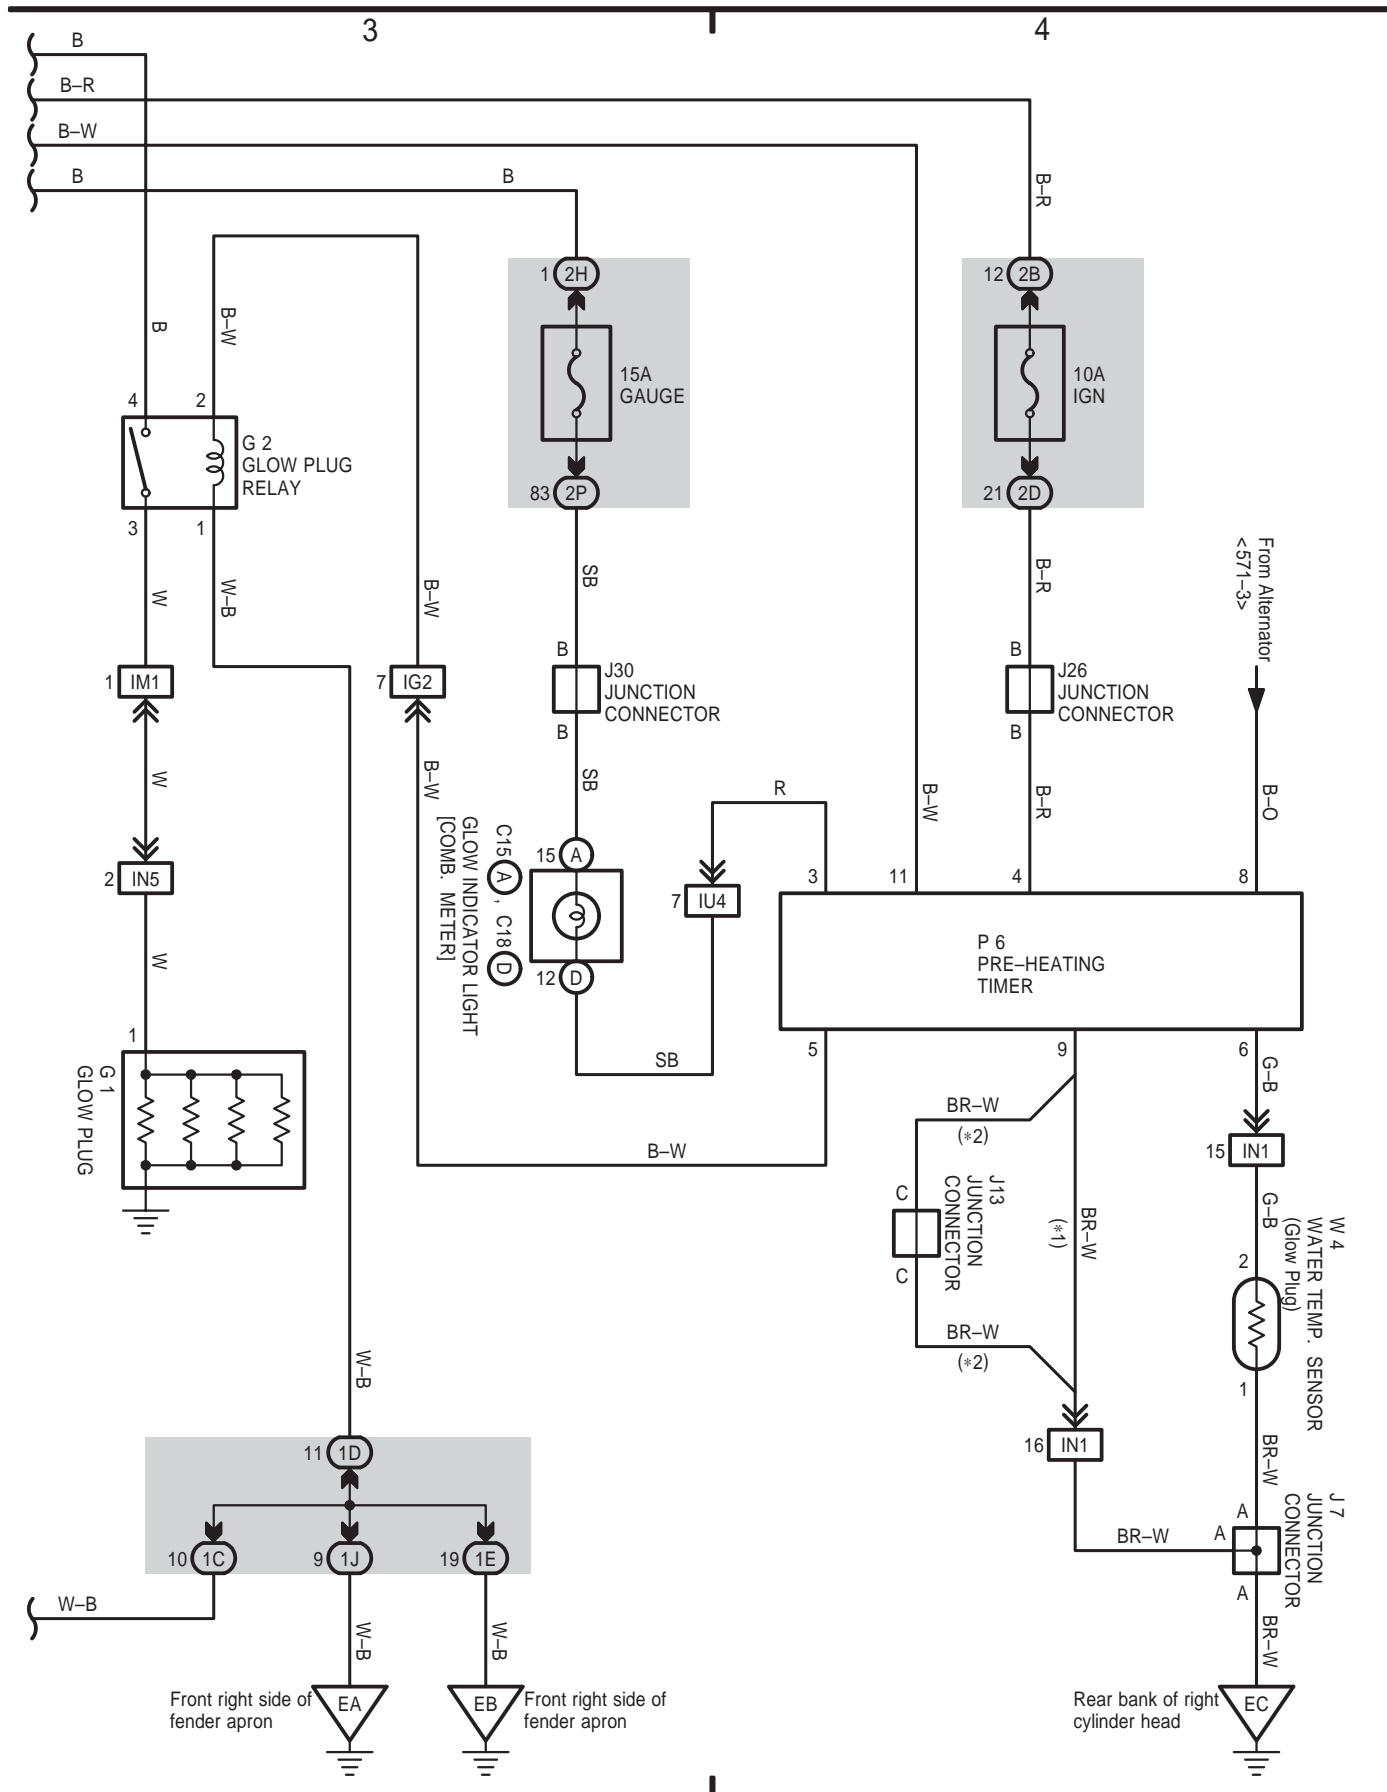 3
4
B
B–R
B–W
B
B
B–R
1 2H
12 2B
B
B–W
15A
GAUGE
10A
IGN
4
2
G 2
GLOW PLUG
RELAY
83 2P
21 2D
3
1
W
W–B
B–W
SB
B–R
From Alternator
<571–3>
1 IM1
7 IG2
B
J30
JUNCTION
CONNECTOR
B
B
J26
JUNCTION
CONNECTOR
B
W
B–W
SB
R
B–W
B–R
B–O
2 IN5
C15 A , C18 D
GLOW INDICATOR LIGHT
[COMB. METER]
15 A
12 D
7 IU4
3
11
4
8
P 6
PRE–HEATING
TIMER
W
1
G 1
GLOW PLUG
SB
5
9
6
G–B
BR–W
(*2)
B–W
15 IN1
C
J13
JUNCTION
CONNECTOR
C
BR–W
(*1)
G–B
W 4
WATER TEMP. SENSOR
(Glow Plug)
2
1
BR–W
(*2)
W–B
16 IN1
BR–W
J 7
JUNCTION
CONNECTOR
A
A
A
BR–W
11 1D
10 1C
9 1J
19 1E
W–B
W–B
W–B
BR–W
Front right side of
fender apron
EA
EB
Front right side of
fender apron
Rear bank of right
cylinder head
EC